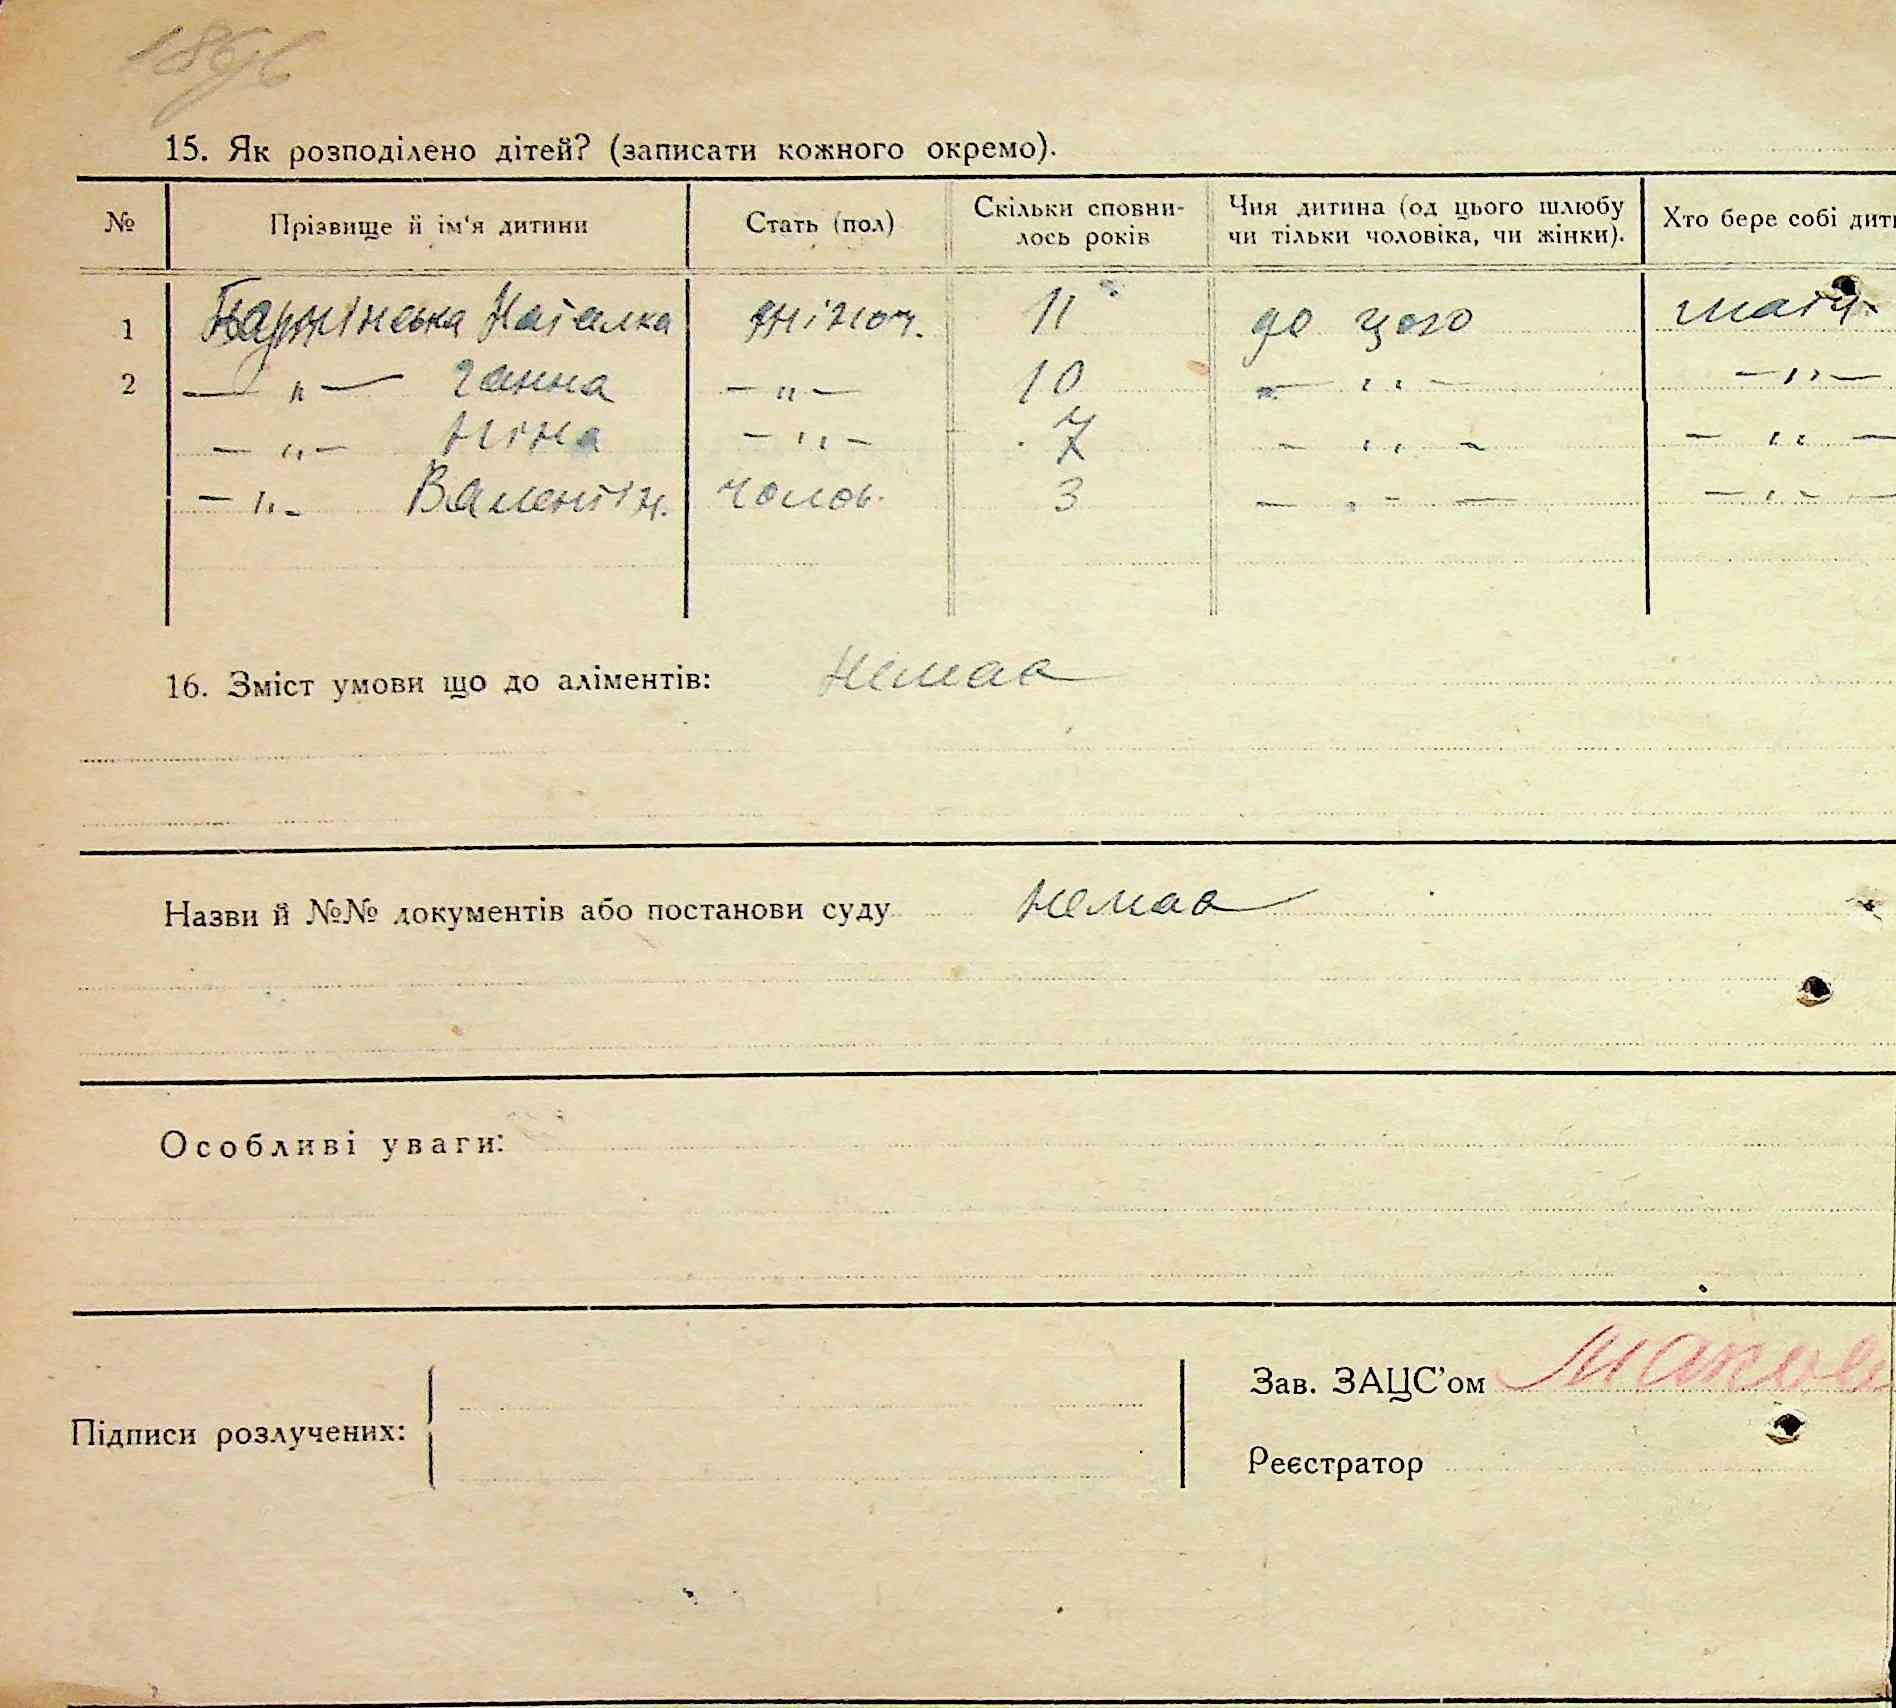 15. Як розподілено дітей? (записати кожного окремо).
№ Прізвище й ім'я дитини Стать (пол) Скільки сповни- Чия дитина (од цього шлюбу Хто бере собі дит
лось років чи тільки чоловіка, чи жінки).
1 Наталка жіноч. 11 до цього мати
2 — „ — Ганна — „ — 10 — „ — — „ —
— „ — Ніна — „ — 7 — „ — — „ —
— „ — Валентін. чолов. 3 — „ — — „ —
16. Зміст умови що до аліментів: немає
Назви й №№ документів або постанови суду немає
Особливі уваги:
Зав. ЗАЦС’ом
Підписи розлучених:
Реєстратор